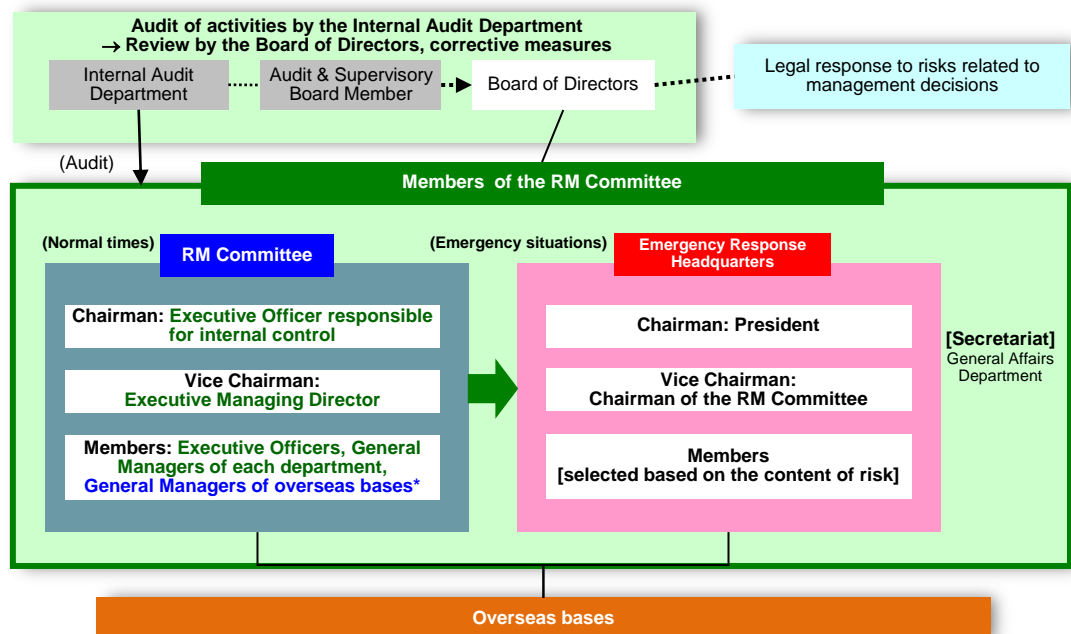 Audit of activities by the Internal Audit Department
→ Review by the Board of Directors, corrective measures
Internal Audit
Department
Audit & Supervisory
Board Member
Board of Directors
Legal response to risks related to
management decisions
(Audit)
Members of the RM Committee
(Normal times)
RM Committee
(Emergency situations)
Emergency Response
Headquarters
Chairman: Executive Officer responsible
for internal control
Vice Chairman:
Executive Managing Director
Members: Executive Officers, General
Managers of each department,
General Managers of overseas bases*
Chairman: President
Vice Chairman:
Chairman of the RM Committee
Members
[selected based on the content of risk]
[Secretariat]
General Affairs
Department
Overseas bases